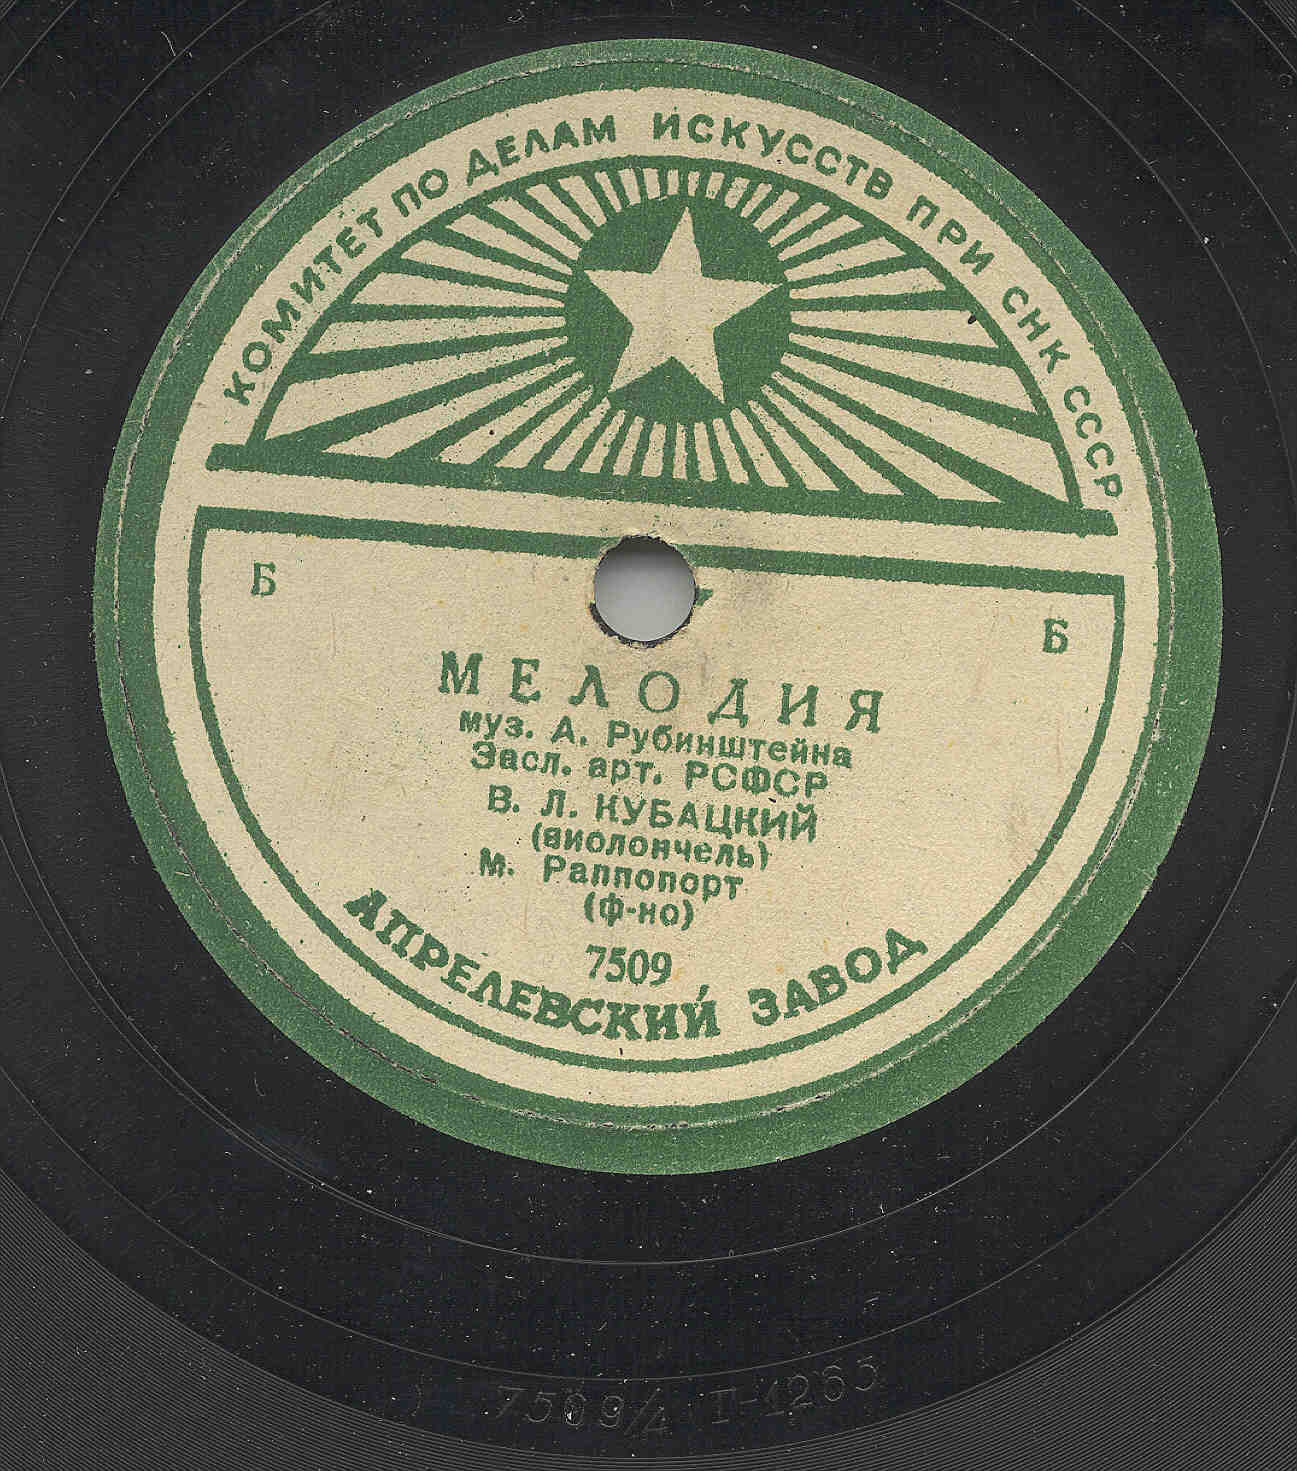 КОМИТЕТ ПО ДЕЛАМ ИСКУССТВ ПРИ СНК СССР
Б
Б
МЕЛОДИЯ
муз. А. Рубинштейна
Засл. арт. РСФСР
В. Л. КУБАЦКИЙ
(виолончель)
М. Раппопорт
(ф-но)
7509
АПРЕЛЕВСКИЙ ЗАВОД
7509/4 П-1265